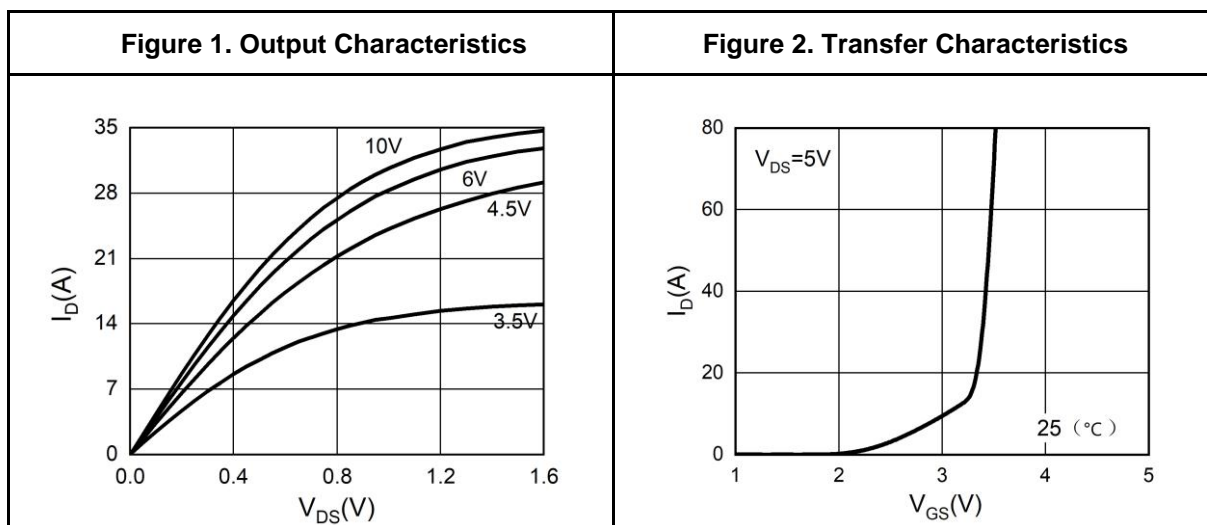 Figure 1. Output Characteristics
35
28
21
14
7
0
I_D(A)
10V
6V
4.5V
3.5V
0.0 0.4 0.8 1.2 1.6
V_DS(V)
Figure 2. Transfer Characteristics
80
60
40
20
0
I_D(A)
V_DS=5V
25（℃）
1 2 3 4 5
V_GS(V)